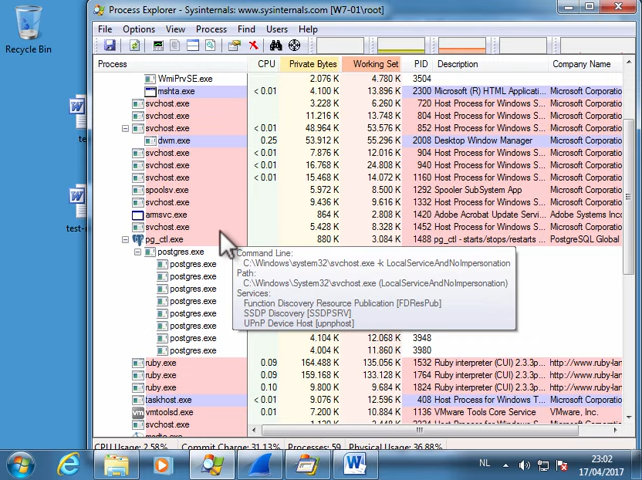 Recycle Bin
Process Explorer - Sysinternals: www.sysinternals.com [W7-01\root]
File Options View Process Find Users Help
Process CPU Private Bytes Working Set PID Description Company Name
WmiPrvSE.exe 2.076 K 4.780 K 3504
mshta.exe < 0.01 4.100 K 13.896 K 2300 Microsoft (R) HTML Applicati... Microsoft Corporatio
svchost.exe 3.228 K 6.260 K 720 Host Process for Windows S... Microsoft Corporatio
svchost.exe 11.216 K 13.748 K 804 Host Process for Windows S... Microsoft Corporatio
svchost.exe < 0.01 48.964 K 53.576 K 852 Host Process for Windows S... Microsoft Corporatio
dwm.exe 0.25 53.912 K 55.296 K 2008 Desktop Window Manager Microsoft Corporatio
svchost.exe < 0.01 7.876 K 12.016 K 904 Host Process for Windows S... Microsoft Corporatio
svchost.exe < 0.01 16.768 K 24.808 K 940 Host Process for Windows S... Microsoft Corporatio
svchost.exe < 0.01 15.468 K 14.072 K 1160 Host Process for Windows S... Microsoft Corporatio
spoolsv.exe 5.972 K 8.500 K 1292 Spooler SubSystem App Microsoft Corporatio
svchost.exe 9.436 K 9.616 K 1332 Host Process for Windows S... Microsoft Corporatio
armsvc.exe 864 K 2.808 K 1420 Adobe Acrobat Update Servi... Adobe Systems
svchost.exe 5.628 K 9.428 K 1456 Host Process for Windows S... Microsoft Corporatio
pg_ctl.exe 880 K 3.084 K 1488 pg_ctl - starts/stops/restarts ... PostgreSQL Global
postgres.exe
Command Line:
C:\Windows\system32\svchost.exe -k LocalServiceAndNoImpersonation
Path:
C:\Windows\System32\svchost.exe (LocalServiceAndNoImpersonation)
Services:
Function Discovery Resource Publication [FDResPub]
SSDP Discovery [SSDPSRV]
UPnP Device Host [upnphost]
postgres.exe
postgres.exe
postgres.exe
postgres.exe
postgres.exe
postgres.exe
postgres.exe 4.104 K 3948
postgres.exe 4.004 K 11.860 K 3980
ruby.exe 0.09 44.340 K 135.056 K 1532 Ruby interpreter (CUI) 2.3.3p... http://www.ruby-lan
ruby.exe 0.09 159.168 K 164.388 K 1676 Ruby interpreter (CUI) 2.3.3p... http://www.ruby-lan
ruby.exe 0.10 9.800 K 9.684 K 1824 Ruby interpreter (CUI) 2.3.3p... http://www.ruby-lan
taskhost.exe < 0.01 9.076 K 12.596 K 408 Host Process for Windows T... Microsoft Corporatio
vmtoolsd.exe 0.01 7.200 K 10.884 K 1136 VMware Tools Core Service VMware, Inc.
CPU Usage: 2.58% Commit Charge: 31.13% Processes: 59 Physical Usage: 36.88%
NL
23:02
17/04/2017